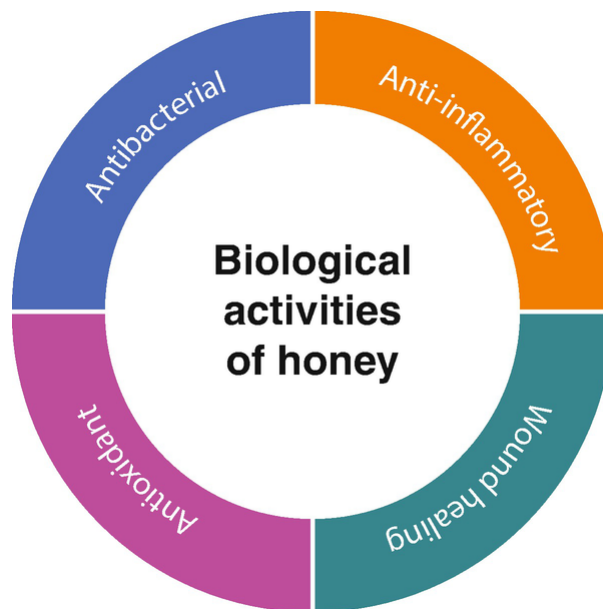 Antibacterial
Anti-inflammatory
Biological
activities
of honey
Antioxidant
Wound healing